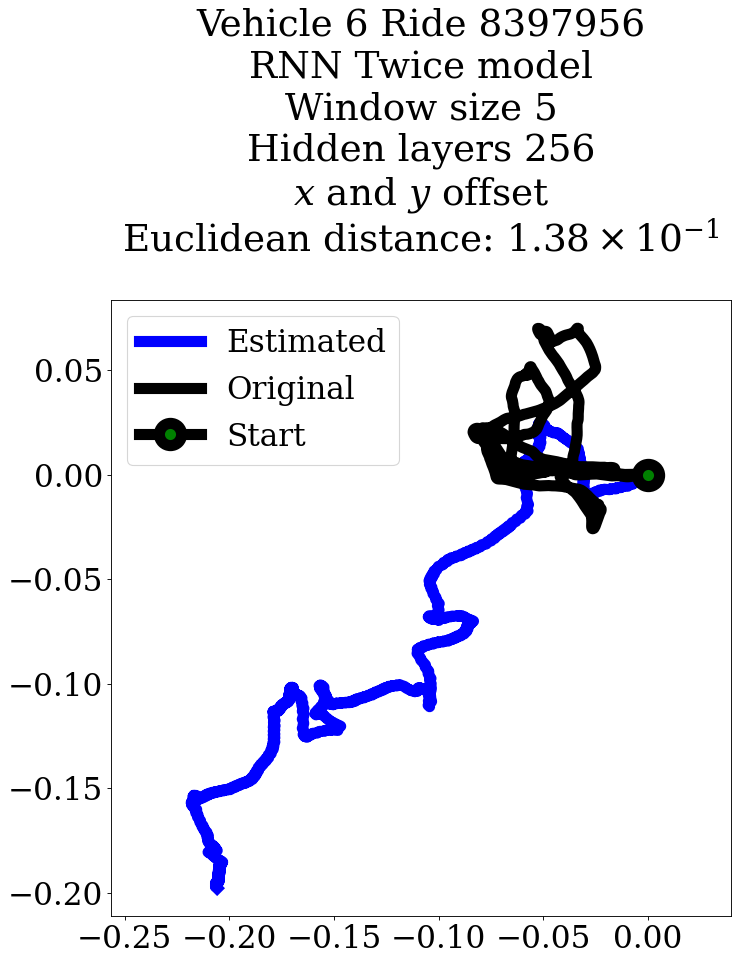 Vehicle 6 Ride 8397956
RNN Twice model
Window size 5
Hidden layers 256
x and y offset
Euclidean distance: 1.38 × 10⁻¹
Estimated
Original
Start
0.05
0.00
−0.05
−0.10
−0.15
−0.20
−0.25 −0.20 −0.15 −0.10 −0.05 0.00